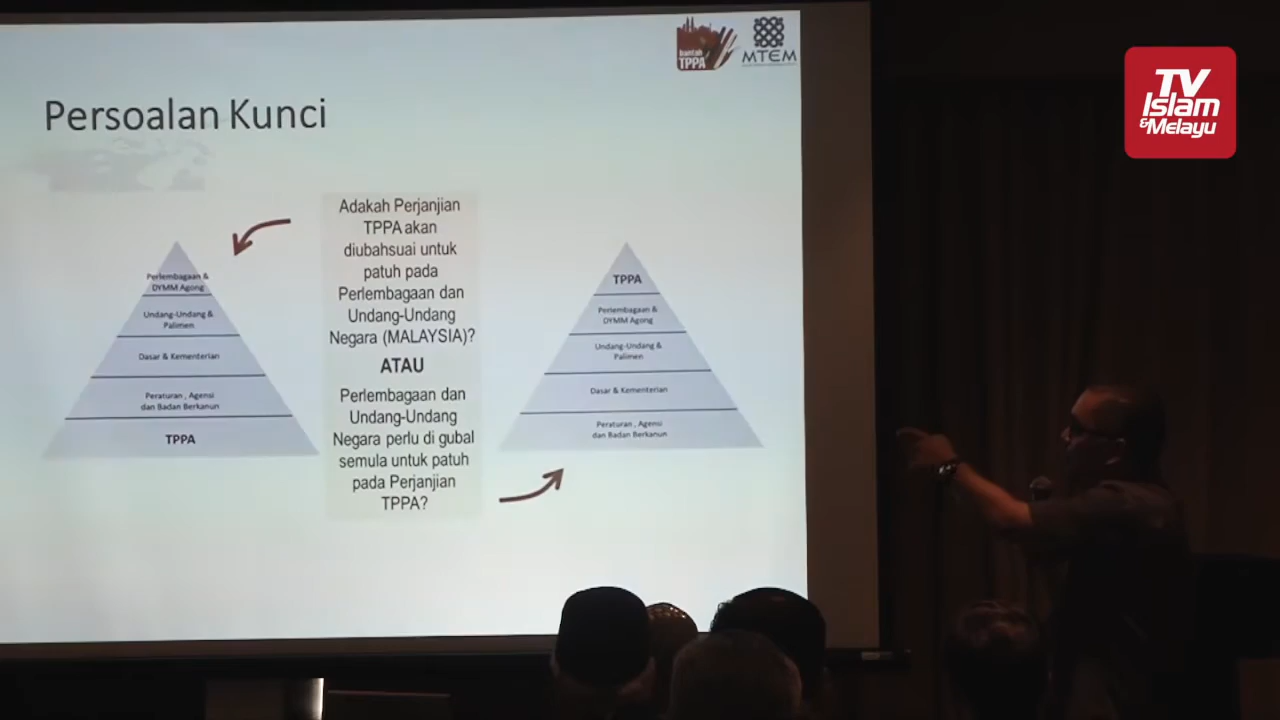 bantah
TPPA
MTEM
TV
Islam
&Melayu
Persoalan Kunci
Perlembagaan &
DYMM Agong
Undang-Undang &
Palimen
Dasar & Kementerian
Peraturan , Agensi
dan Badan Berkanun
TPPA
Adakah Perjanjian
TPPA akan
diubahsuai untuk
patuh pada
Perlembagaan dan
Undang-Undang
Negara (MALAYSIA)?
ATAU
Perlembagaan dan
Undang-Undang
Negara perlu di gubal
semula untuk patuh
pada Perjanjian
TPPA?
TPPA
Perlembagaan &
DYMM Agong
Undang-Undang &
Palimen
Dasar & Kementerian
Peraturan , Agensi
dan Badan Berkanun